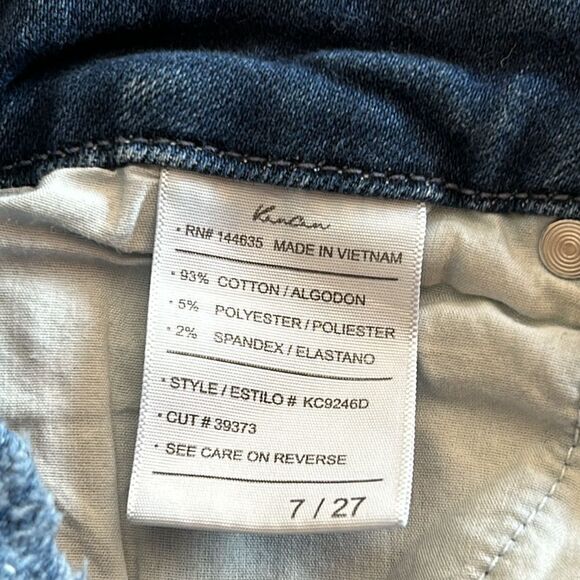 KanCan
· RN# 144635 MADE IN VIETNAM
· 93% COTTON / ALGODON
· 5% POLYESTER / POLIESTER
· 2% SPANDEX / ELASTANO
· STYLE / ESTILO # KC9246D
· CUT # 39373
· SEE CARE ON REVERSE
7 / 27